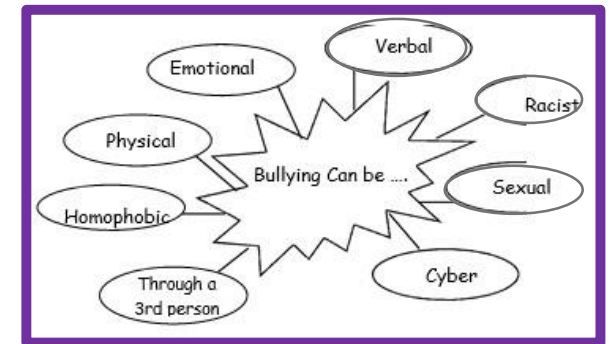 Verbal
Emotional
Racist
Physical
Bullying Can be ....
Sexual
Homophobic
Cyber
Through a
3rd person